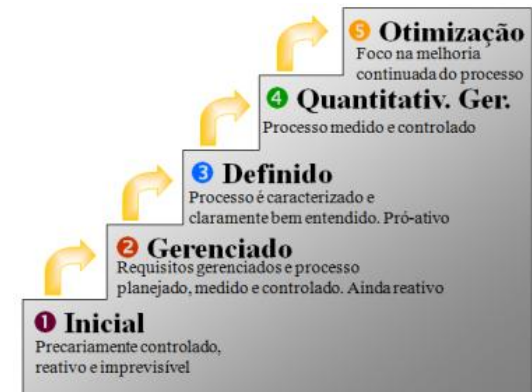 5 Otimização
Foco na melhoria
continuada do processo
4 Quantitativ. Ger.
Processo medido e controlado
3 Definido
Processo é caracterizado e
claramente bem entendido. Pró-ativo
2 Gerenciado
Requisitos gerenciados e processo
planejado, medido e controlado. Ainda reativo
1 Inicial
Precariamente controlado,
reativo e imprevisível